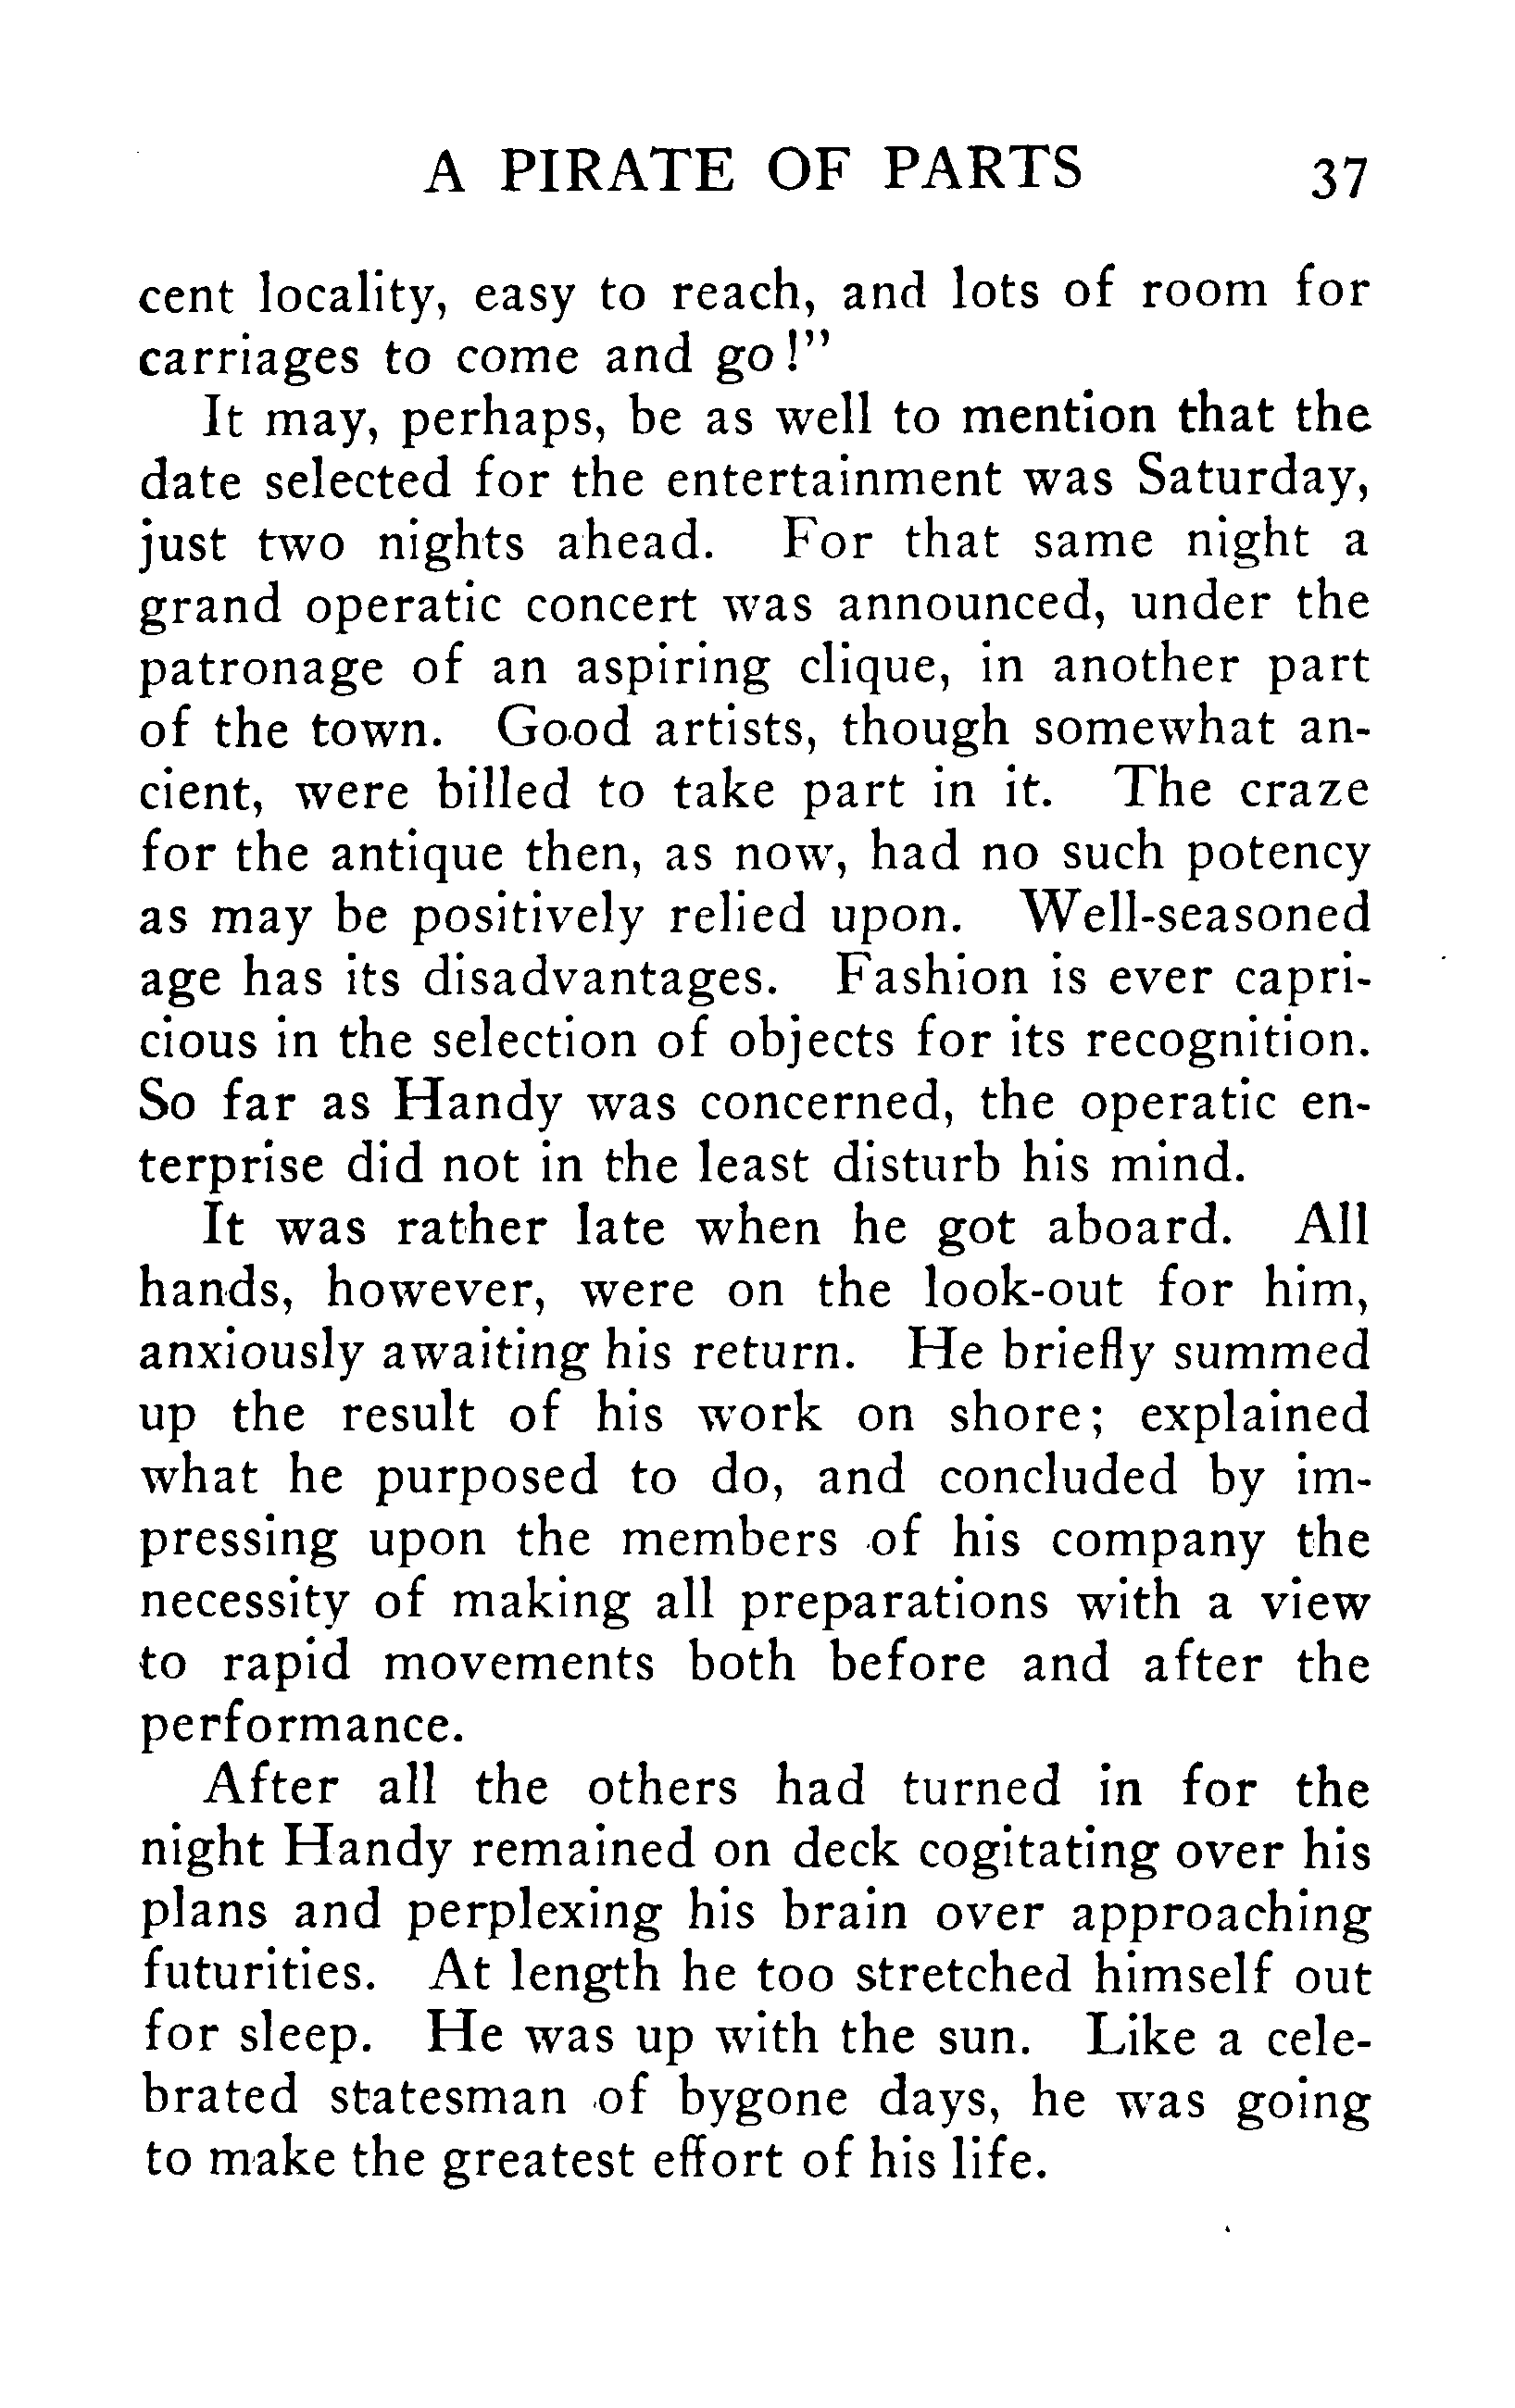 A PIRATE OF PARTS 37
cent locality, easy to reach, and lots of room for
carriages to come and go!"
It may, perhaps, be as well to mention that the
date selected for the entertainment was Saturday,
just two nights ahead. For that same night a
grand operatic concert was announced, under the
patronage of an aspiring clique, in another part
of the town. Good artists, though somewhat an-
cient, were billed to take part in it. The craze
for the antique then, as now, had no such potency
as may be positively relied upon. Well-seasoned
age has its disadvantages. Fashion is ever capri-
cious in the selection of objects for its recognition.
So far as Handy was concerned, the operatic en-
terprise did not in the least disturb his mind.
It was rather late when he got aboard. All
hands, however, were on the look-out for him,
anxiously awaiting his return. He briefly summed
up the result of his work on shore; explained
what he purposed to do, and concluded by im-
pressing upon the members of his company the
necessity of making all preparations with a view
to rapid movements both before and after the
performance.
After all the others had turned in for the
night Handy remained on deck cogitating over his
plans and perplexing his brain over approaching
futurities. At length he too stretched himself out
for sleep. He was up with the sun. Like a cele-
brated statesman of bygone days, he was going
to make the greatest effort of his life.